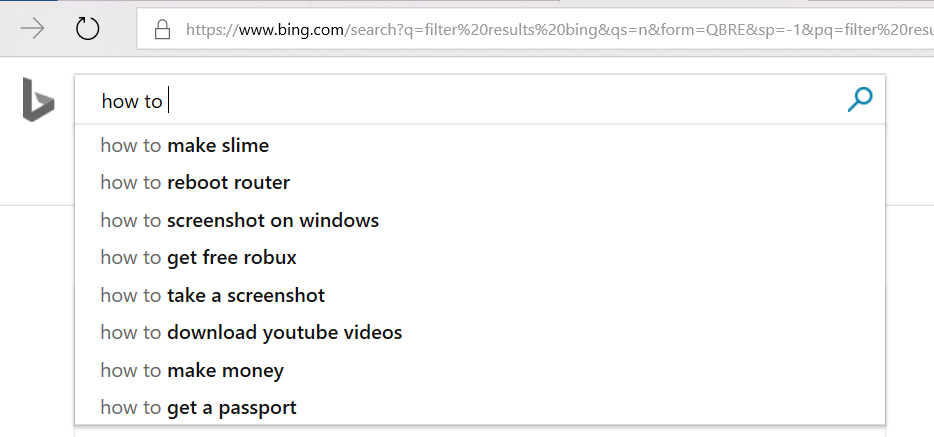 https://www.bing.com/search?q=filter%20results%20bing&qs=n&form=QBRE&sp=-1&pq=filter%20resu
how to
how to make slime
how to reboot router
how to screenshot on windows
how to get free robux
how to take a screenshot
how to download youtube videos
how to make money
how to get a passport